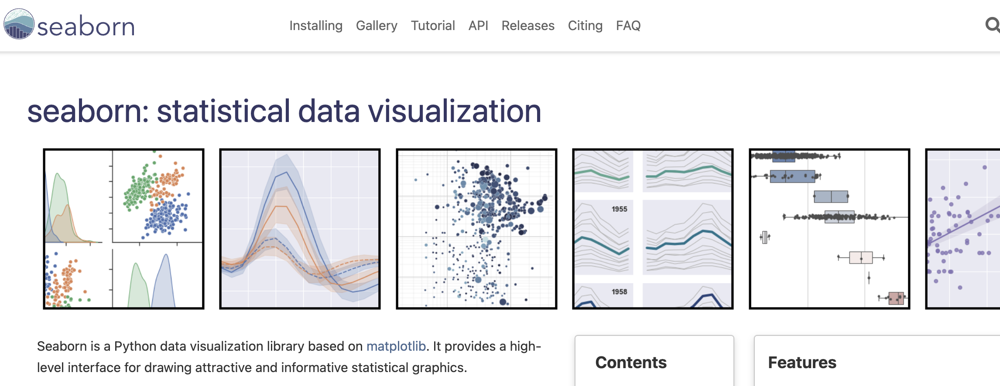 seaborn
Installing Gallery Tutorial API Releases Citing FAQ
seaborn: statistical data visualization
1955
1958
Seaborn is a Python data visualization library based on matplotlib. It provides a high-
level interface for drawing attractive and informative statistical graphics.
Contents
Features